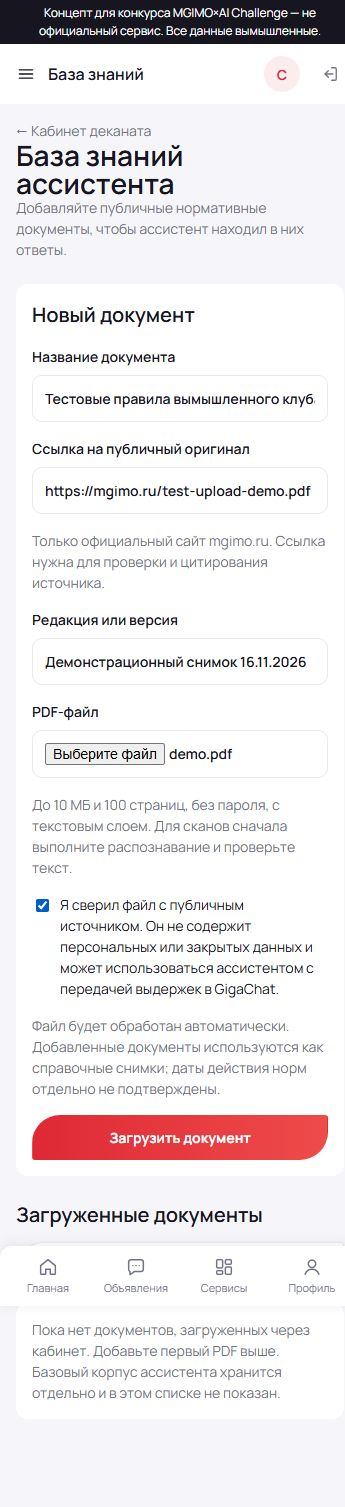 Концепт для конкурса MGIMO×AI Challenge — не
официальный сервис. Все данные вымышленные.
База знаний
С
← Кабинет деканата
База знаний
ассистента
Добавляйте публичные нормативные
документы, чтобы ассистент находил в них
ответы.
Новый документ
Название документа
Тестовые правила вымышленного клуб
Ссылка на публичный оригинал
https://mgimo.ru/test-upload-demo.pdf
Только официальный сайт mgimo.ru. Ссылка
нужна для проверки и цитирования
источника.
Редакция или версия
Демонстрационный снимок 16.11.2026
PDF-файл
Выберите файл demo.pdf
До 10 МБ и 100 страниц, без пароля, с
текстовым слоем. Для сканов сначала
выполните распознавание и проверьте
текст.
Я сверил файл с публичным
источником. Он не содержит
персональных или закрытых данных и
может использоваться ассистентом с
передачей выдержек в GigaChat.
Файл будет обработан автоматически.
Добавленные документы используются как
справочные снимки; даты действия норм
отдельно не подтверждены.
Загрузить документ
Загруженные документы
Главная
Объявления
Сервисы
Профиль
Пока нет документов, загруженных через
кабинет. Добавьте первый PDF выше.
Базовый корпус ассистента хранится
отдельно и в этом списке не показан.